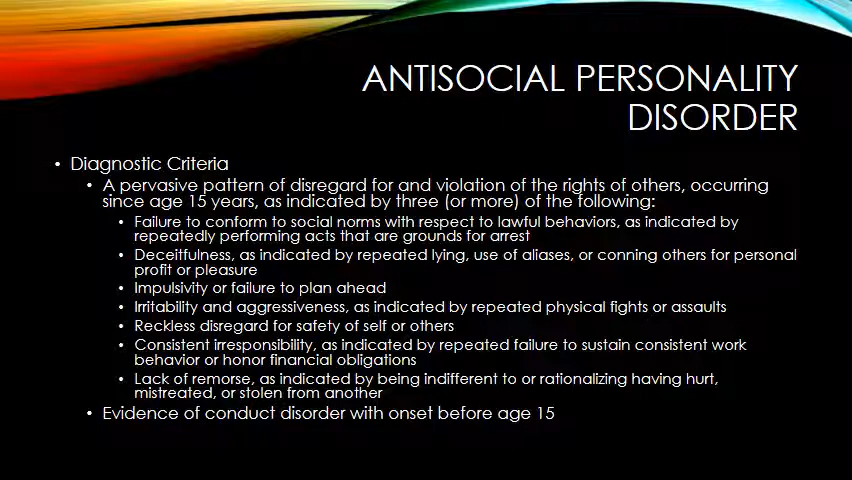 ANTISOCIAL PERSONALITY
DISORDER
• Diagnostic Criteria
• A pervasive pattern of disregard for and violation of the rights of others, occurring
since age 15 years, as indicated by three (or more) of the following:
• Failure to conform to social norms with respect to lawful behaviors, as indicated by
repeatedly performing acts that are grounds for arrest
• Deceitfulness, as indicated by repeated lying, use of aliases, or conning others for personal
profit or pleasure
• Impulsivity or failure to plan ahead
• Irritability and aggressiveness, as indicated by repeated physical fights or assaults
• Reckless disregard for safety of self or others
• Consistent irresponsibility, as indicated by repeated failure to sustain consistent work
behavior or honor financial obligations
• Lack of remorse, as indicated by being indifferent to or rationalizing having hurt,
mistreated, or stolen from another
• Evidence of conduct disorder with onset before age 15